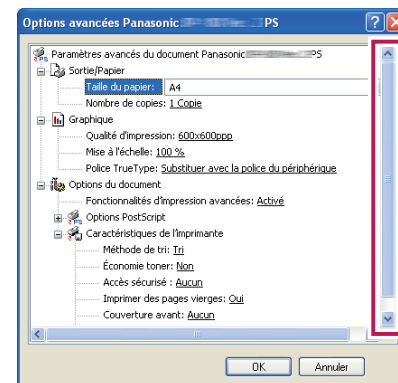 Options avancées Panasonic PS
Paramètres avancés du document Panasonic PS
Sortie/Papier
Taille du papier: A4
Nombre de copies: 1 Copie
Graphique
Qualité d'impression: 600x600ppp
Mise à l'échelle: 100 %
Police TrueType: Substituer avec la police du périphérique
Options du document
Fonctionnalités d'impression avancées: Activé
Options PostScript
Caractéristiques de l'imprimante
Méthode de tri: Tri
Économie toner: Non
Accès sécurisé : Aucun
Imprimer des pages vierges: Oui
Couverture avant: Aucun
OK Annuler